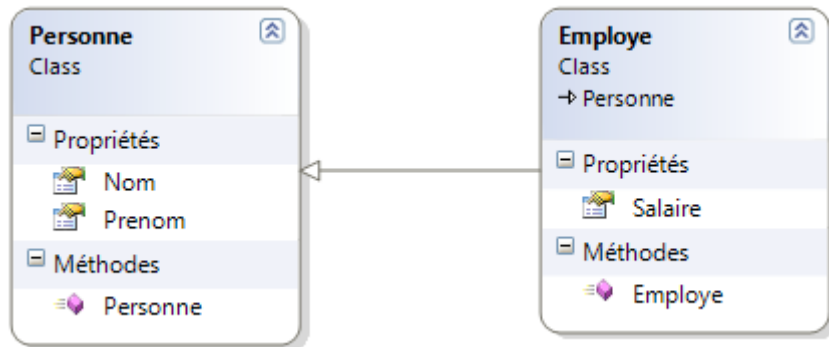 Personne
Class
Propriétés
Nom
Prenom
Méthodes
Personne
Employe
Class
Personne
Propriétés
Salaire
Méthodes
Employe